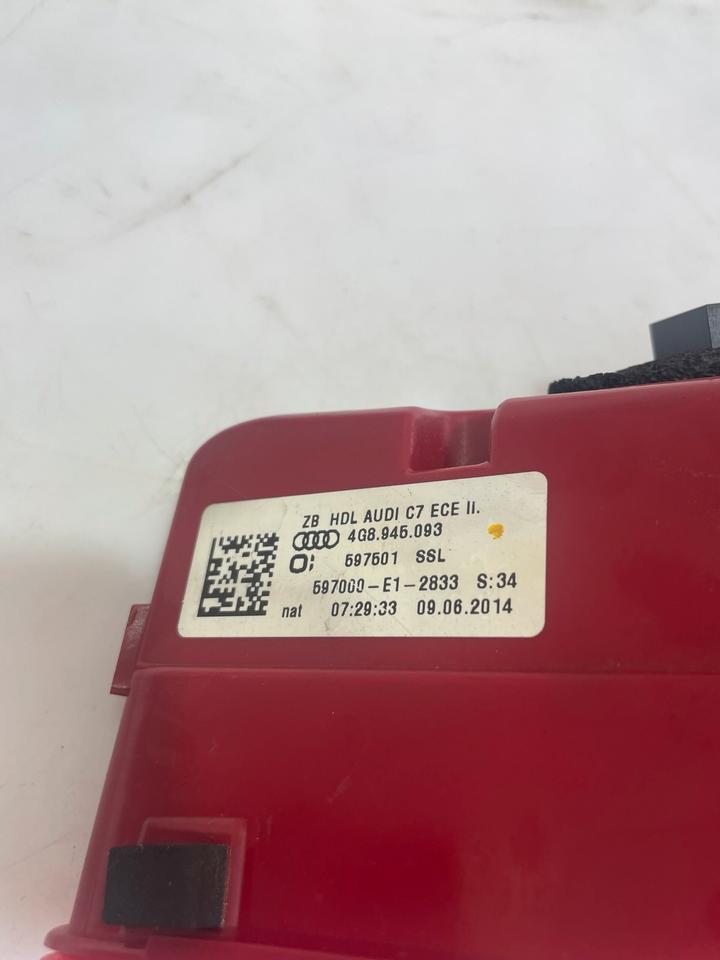 ZB HDL AUDI C7 ECE II.
4G8.945.093
597501 SSL
597000-E1-2833 S:34
nat 07:29:33 09.06.2014